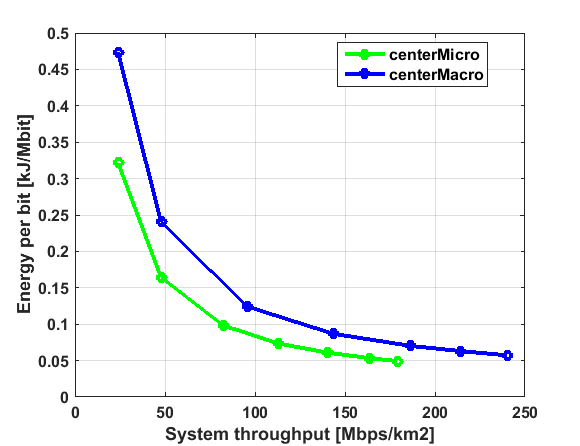 centerMicro
centerMacro
0.5
0.45
0.4
0.35
0.3
0.25
0.2
0.15
0.1
0.05
0
Energy per bit [kJ/Mbit]
0 50 100 150 200 250
System throughput [Mbps/km2]